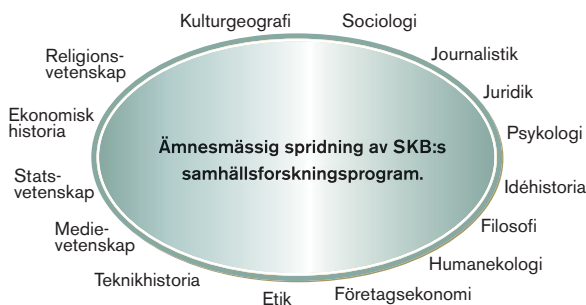 Kulturgeografi
Sociologi
Journalistik
Juridik
Psykologi
Idéhistoria
Filosofi
Humanekologi
Företagsekonomi
Etik
Teknikhistoria
Medie-
vetenskap
Stats-
vetenskap
Ekonomisk
historia
Religions-
vetenskap
Ämnesmässig spridning av SKB:s
samhällsforskningsprogram.